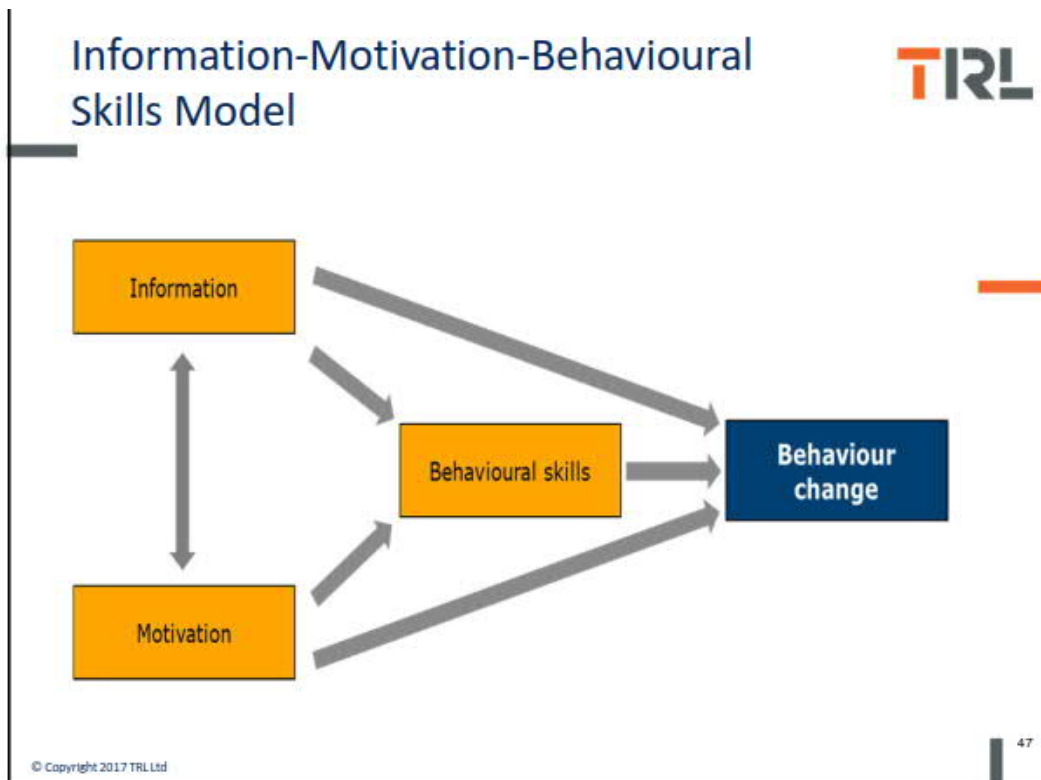 Information-Motivation-Behavioural
Skills Model
TRL
Information
Behavioural skills
Behaviour
change
Motivation
47
© Copyright 2017 TRL Ltd